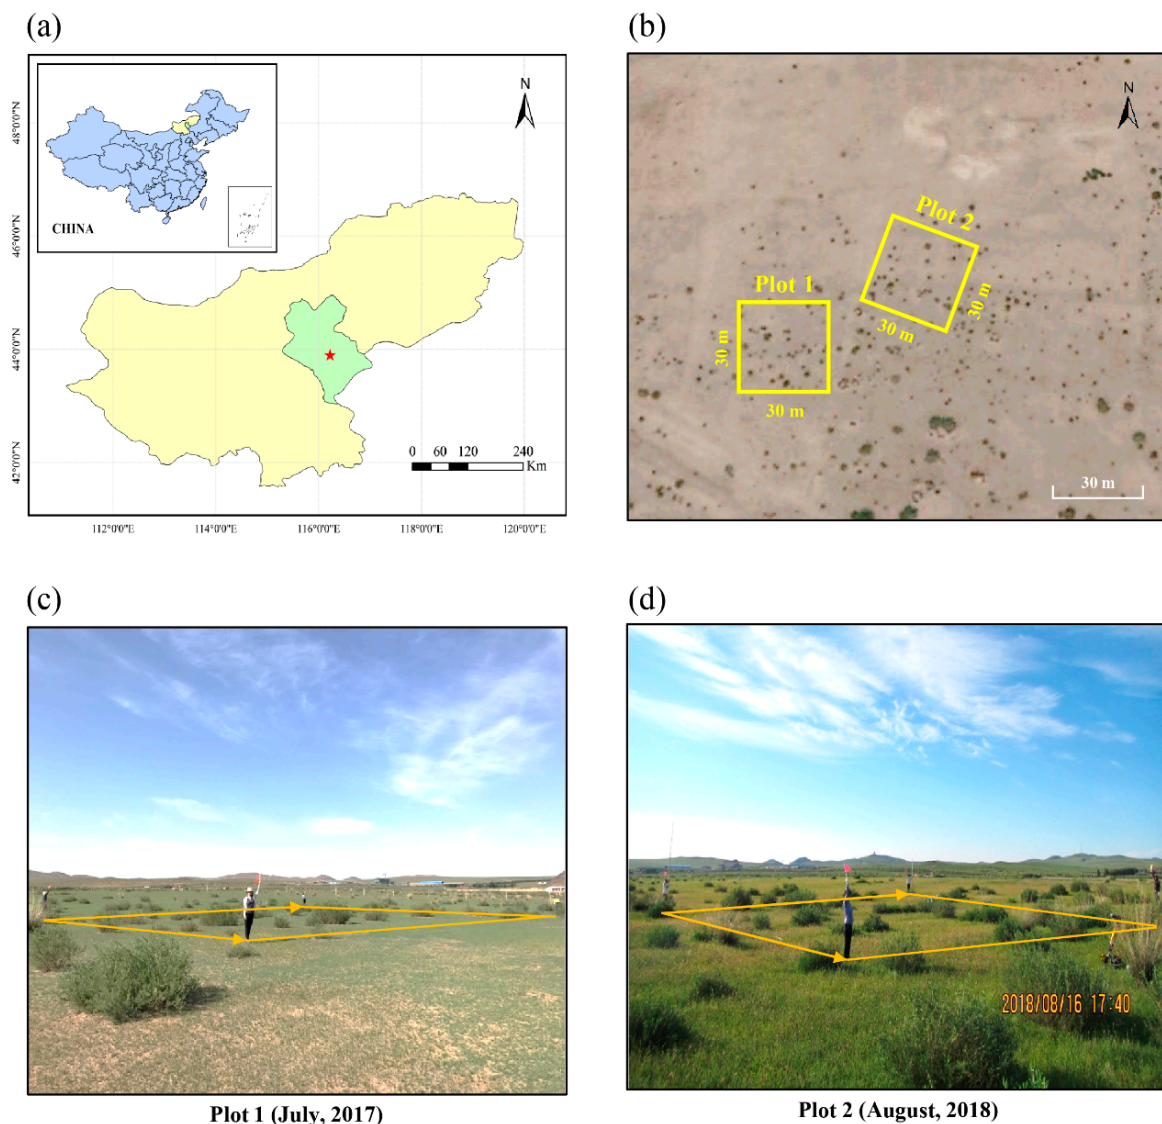 (a)
N
CHINA
48°0'0"N
46°0'0"N
44°0'0"N
42°0'0"N
0 60 120 240
Km
112°0'0"E
114°0'0"E
116°0'0"E
118°0'0"E
120°0'0"E
(b)
N
Plot 2
30 m
30 m
Plot 1
30 m
30 m
30 m
(c)
Plot 1 (July, 2017)
(d)
2018/08/16 17:40
Plot 2 (August, 2018)